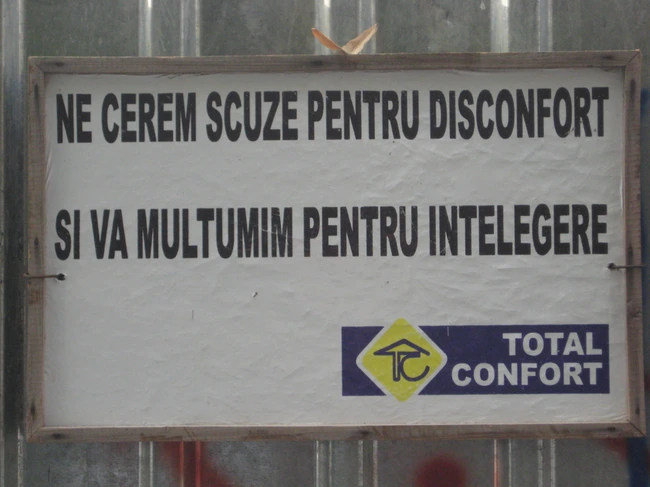 NE CEREM SCUZE PENTRU DISCONFORT
SI VA MULTUMIM PENTRU INTELEGERE
TC
TOTAL
CONFORT